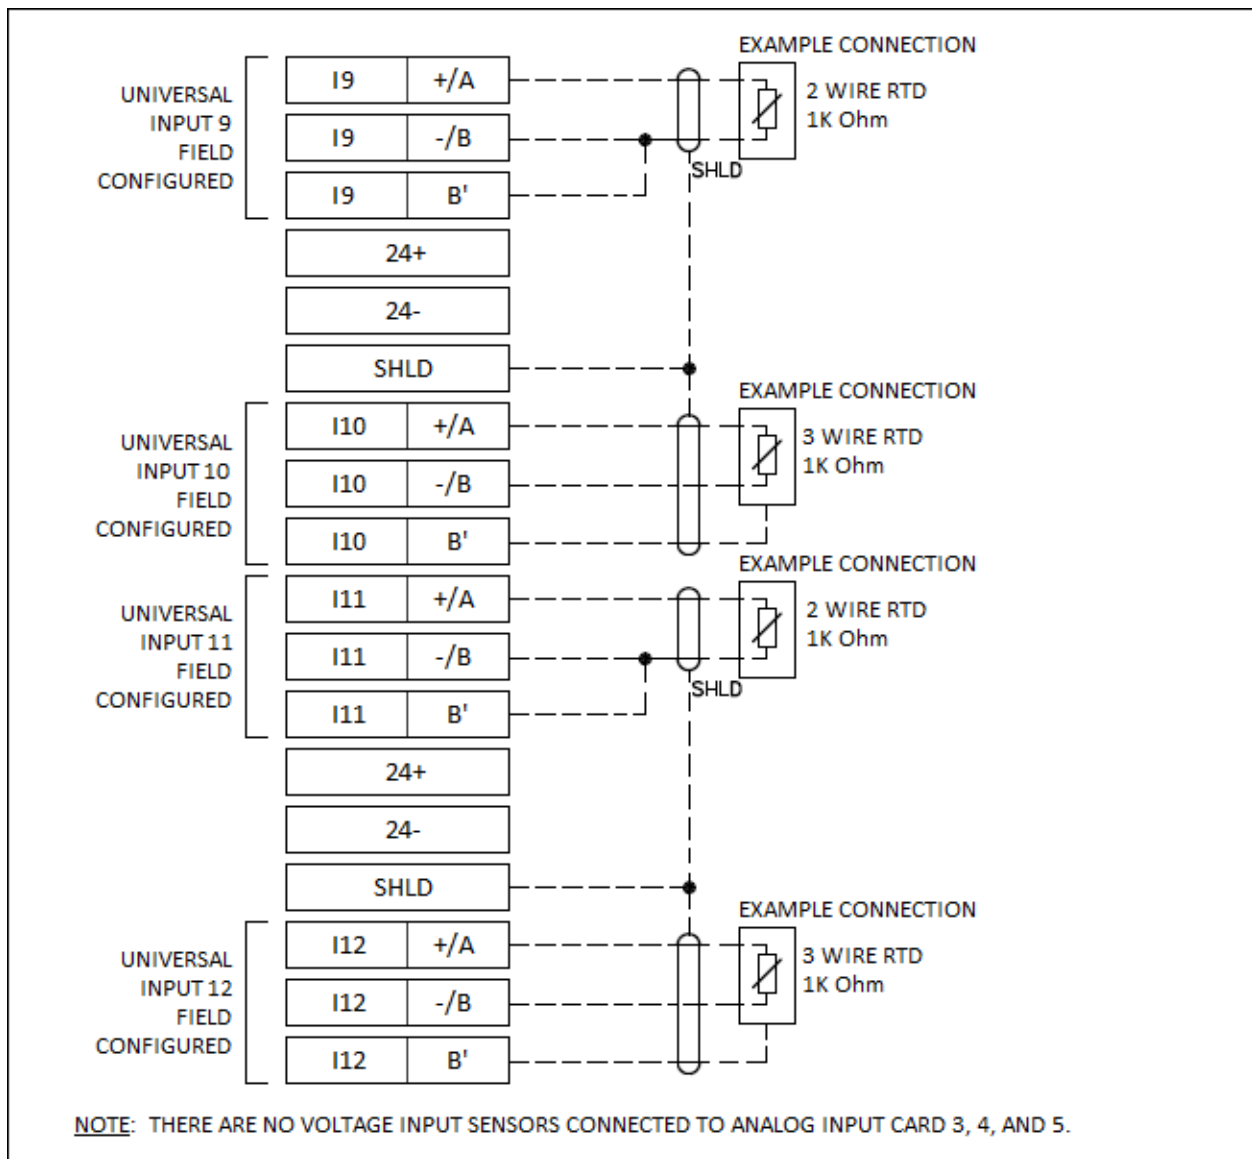 EXAMPLE CONNECTION
UNIVERSAL
INPUT 9
FIELD
CONFIGURED
I9 +/A
I9 -/B
I9 B'
2 WIRE RTD
1K Ohm
SHLD
24+
24-
SHLD
EXAMPLE CONNECTION
UNIVERSAL
INPUT 10
FIELD
CONFIGURED
I10 +/A
I10 -/B
I10 B'
3 WIRE RTD
1K Ohm
EXAMPLE CONNECTION
UNIVERSAL
INPUT 11
FIELD
CONFIGURED
I11 +/A
I11 -/B
I11 B'
2 WIRE RTD
1K Ohm
SHLD
24+
24-
SHLD
EXAMPLE CONNECTION
UNIVERSAL
INPUT 12
FIELD
CONFIGURED
I12 +/A
I12 -/B
I12 B'
3 WIRE RTD
1K Ohm
NOTE: THERE ARE NO VOLTAGE INPUT SENSORS CONNECTED TO ANALOG INPUT CARD 3, 4, AND 5.